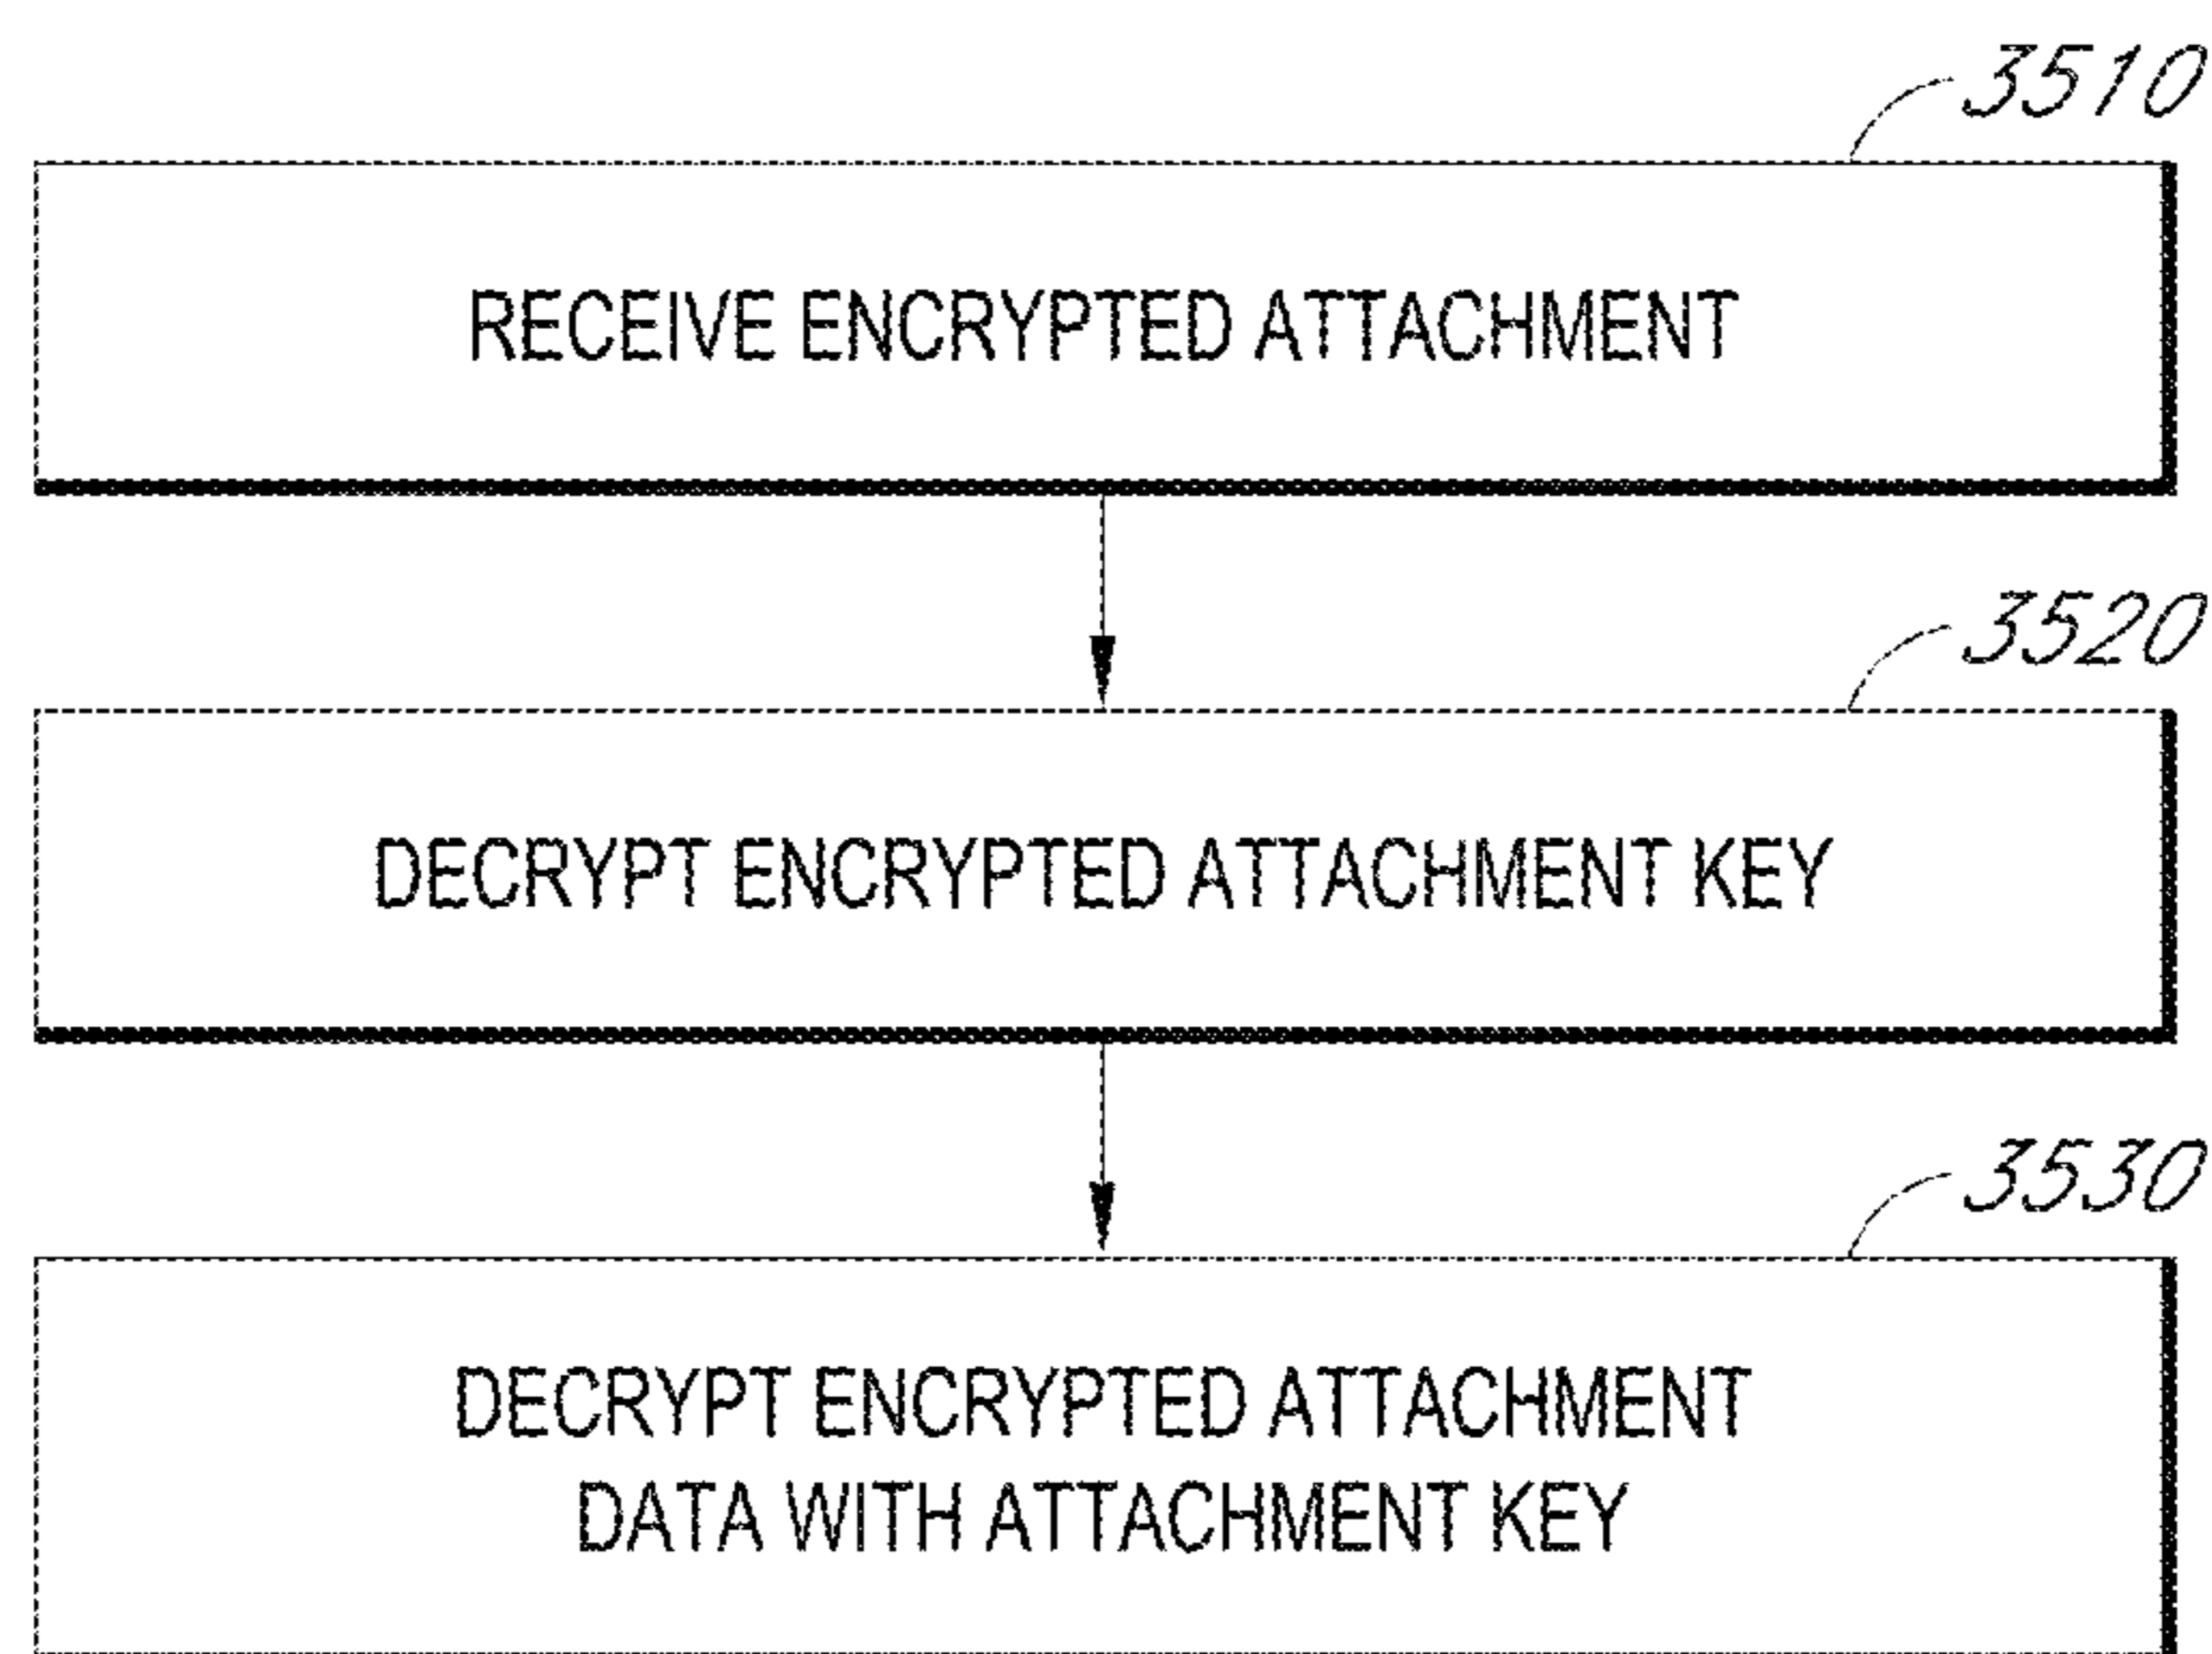 3510
RECEIVE ENCRYPTED ATTACHMENT
3520
DECRYPT ENCRYPTED ATTACHMENT KEY
3530
DECRYPT ENCRYPTED ATTACHMENT
DATA WITH ATTACHMENT KEY